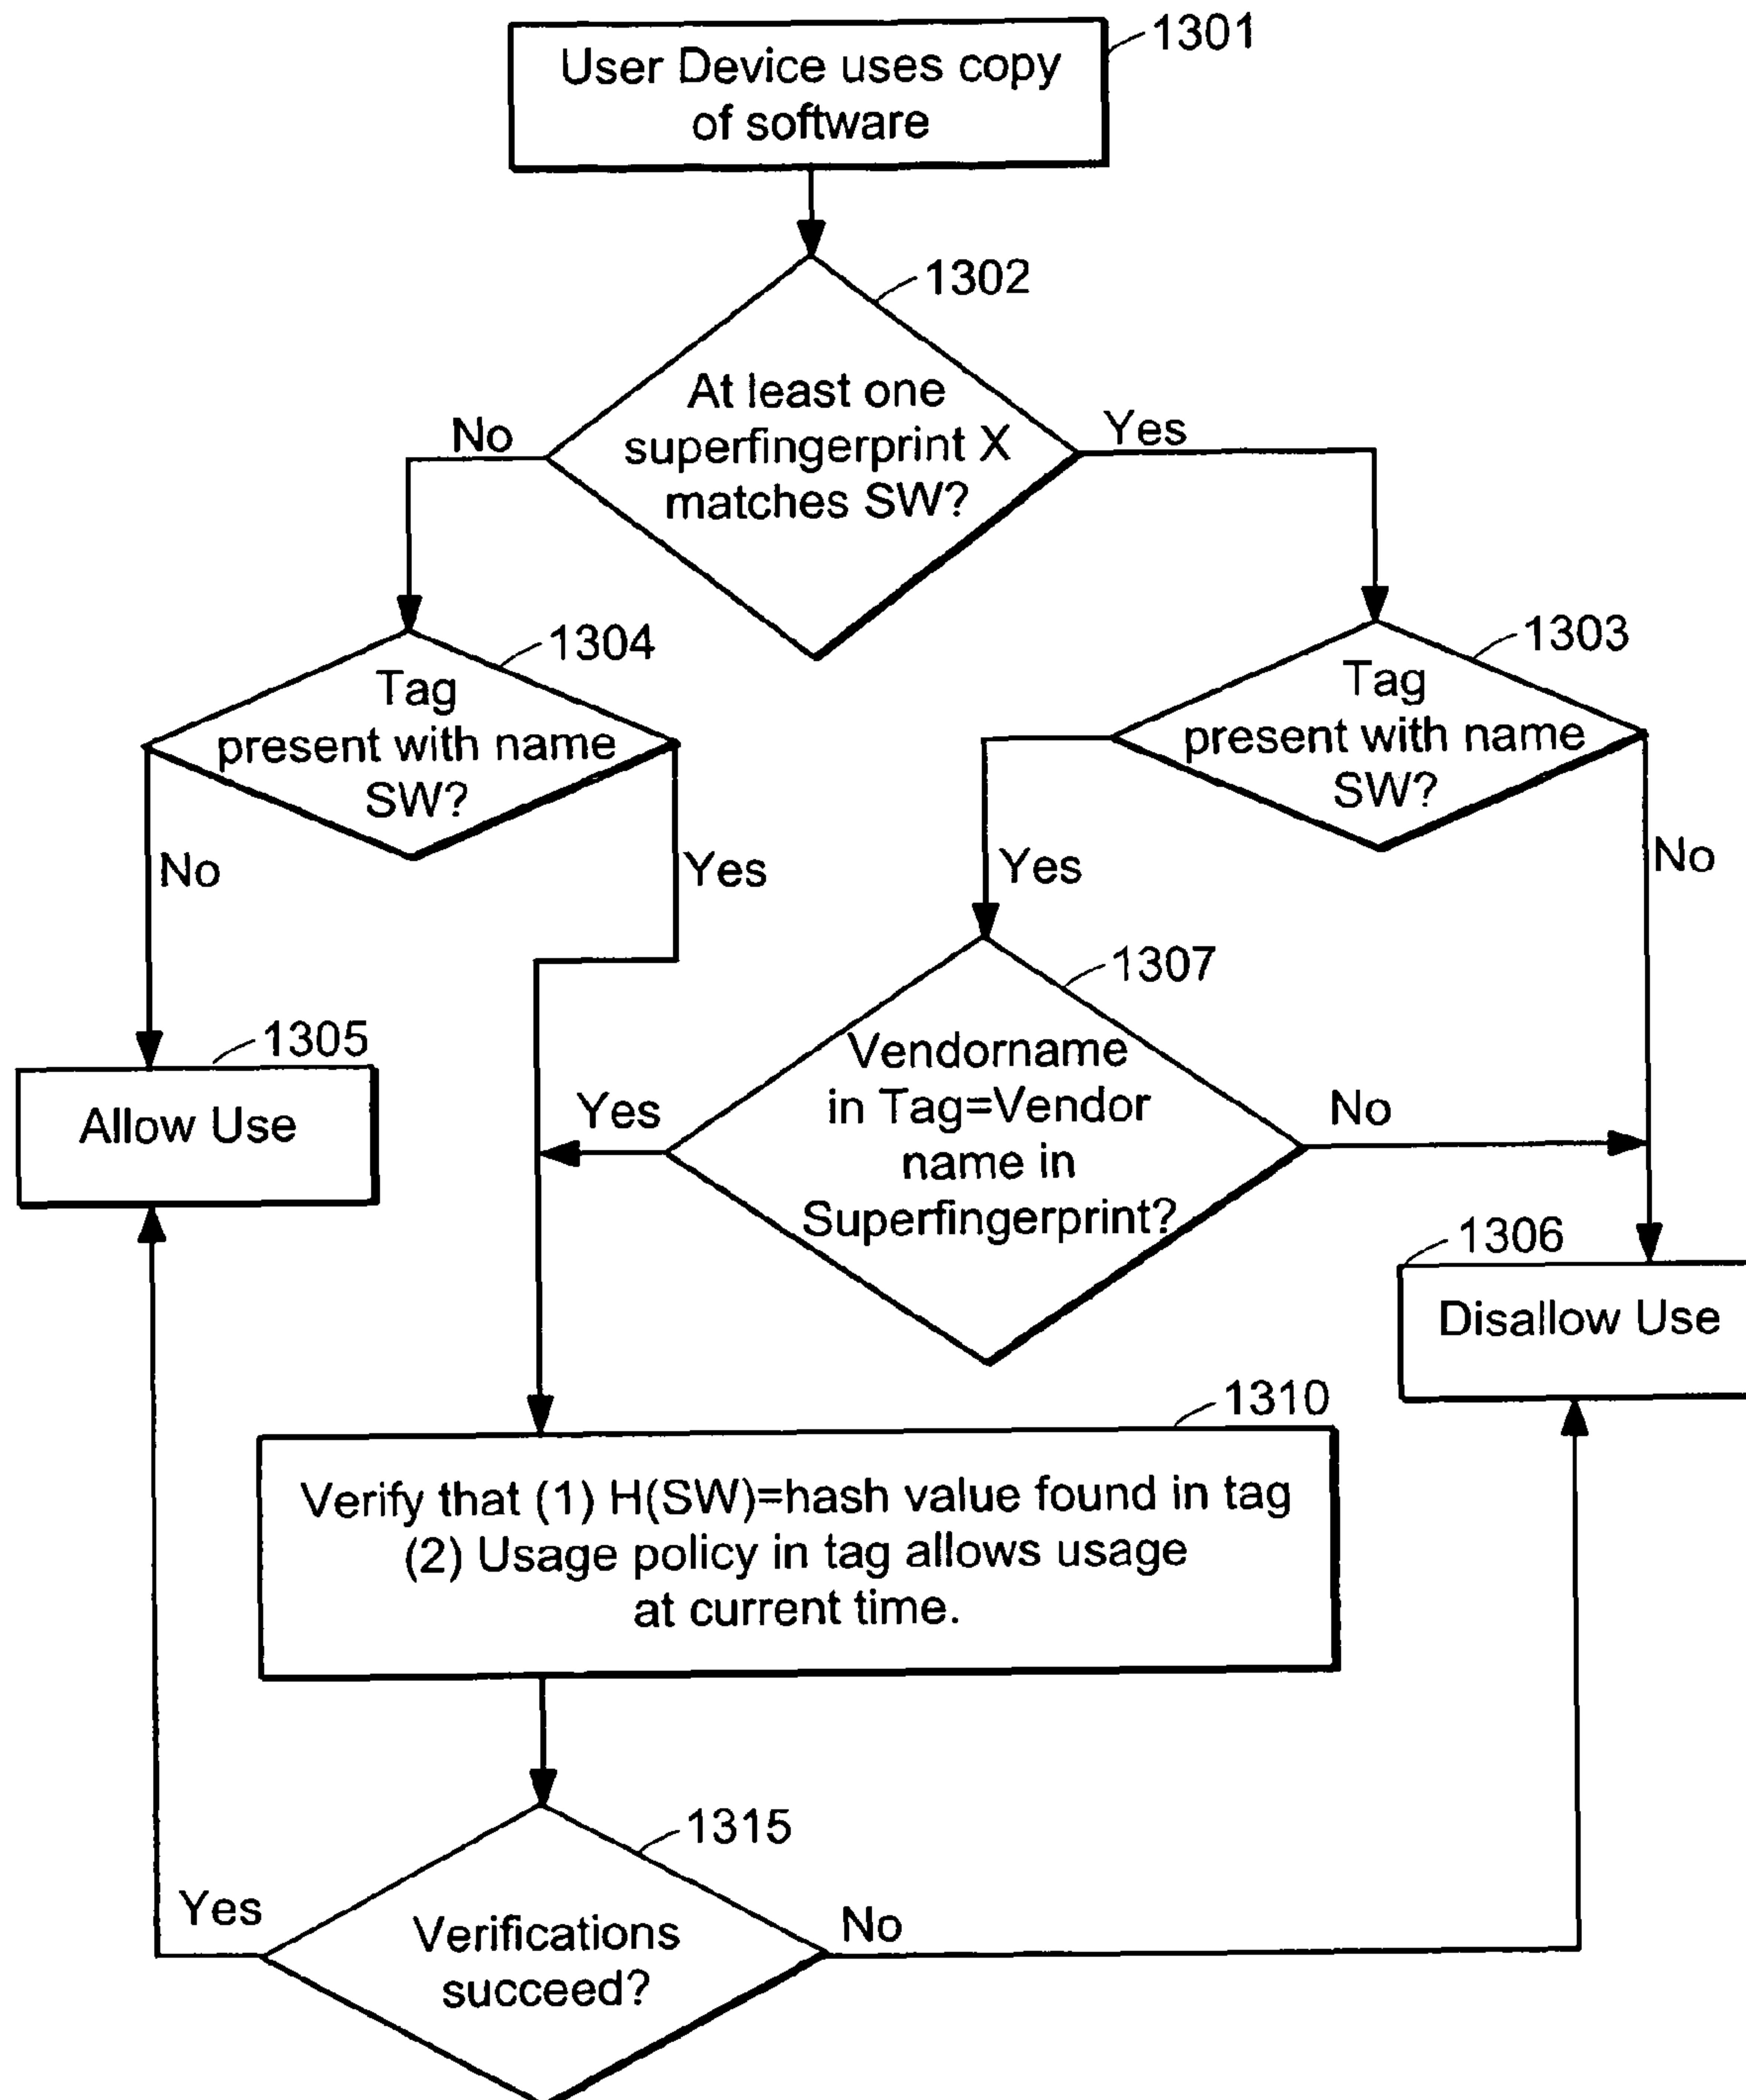 1301
User Device uses copy
of software
1302
At least one
superfingerprint X
matches SW?
No
Yes
1304
Tag
present with name
SW?
1303
Tag
present with name
SW?
No
Yes
Yes
No
1307
Vendorname
in Tag=Vendor
name in
Superfingerprint?
Yes
No
1305
Allow Use
1306
Disallow Use
1310
Verify that (1) H(SW)=hash value found in tag
(2) Usage policy in tag allows usage
at current time.
1315
Verifications
succeed?
Yes
No